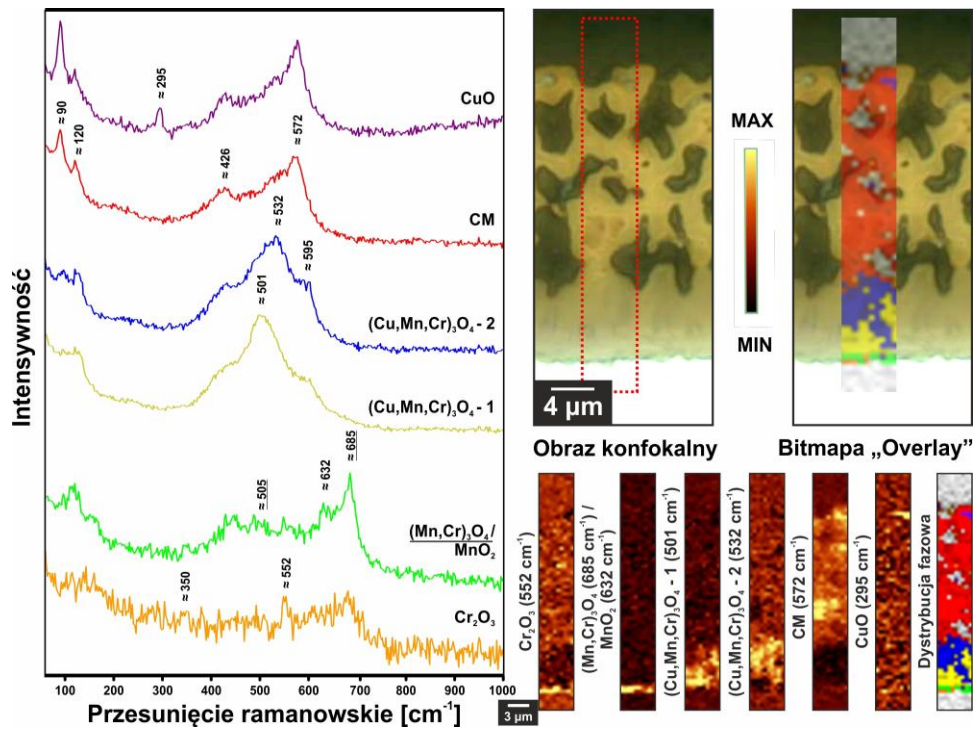 Intensywność
≈ 90
≈ 120
≈ 295
CuO
≈ 426
≈ 572
CM
≈ 532
≈ 595
(Cu,Mn,Cr)₃O₄ - 2
≈ 501
(Cu,Mn,Cr)₃O₄ - 1
≈ 505
≈ 632
≈ 685
(Mn,Cr)₃O₄ /
MnO₂
≈ 350
≈ 552
Cr₂O₃
100 200 300 400 500 600 700 800 900 1000
Przesunięcie ramanowskie [cm⁻¹]
MAX
MIN
4 µm
Obraz konfokalny
Bitmapa „Overlay”
Cr₂O₃ (552 cm⁻¹)
(Mn,Cr)₃O₄ (685 cm⁻¹) /
MnO₂ (632 cm⁻¹)
(Cu,Mn,Cr)₃O₄ - 1 (501 cm⁻¹)
(Cu,Mn,Cr)₃O₄ - 2 (532 cm⁻¹)
CM (572 cm⁻¹)
CuO (295 cm⁻¹)
Dystrybucja fazowa
3 µm